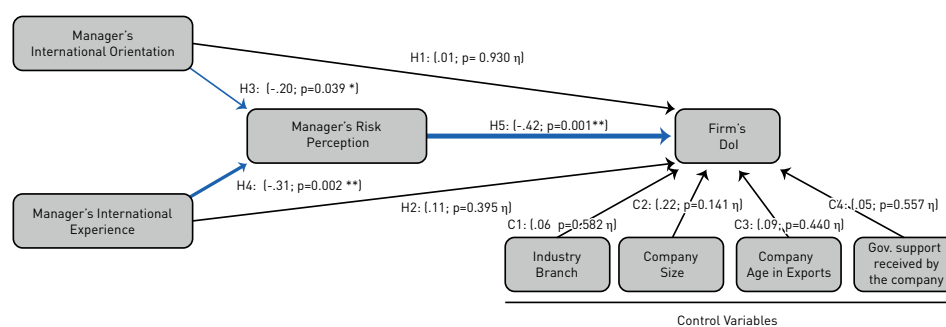 Manager's
International Orientation
H1: (.01; p= 0.930 η)
H3: (-.20; p=0.039 *)
Manager's Risk
Perception
H5: (-.42; p=0.001**)
Firm's
DoI
H4: (-.31; p=0.002 **)
Manager's International
Experience
H2: (.11; p=0.395 η)
C1: (.06 p=0.582 η)
C2: (.22; p=0.141 η)
C3: (.09; p=0.440 η)
C4: (.05; p=0.557 η)
Industry
Branch
Company
Size
Company
Age in Exports
Gov. support
received by
the company
Control Variables